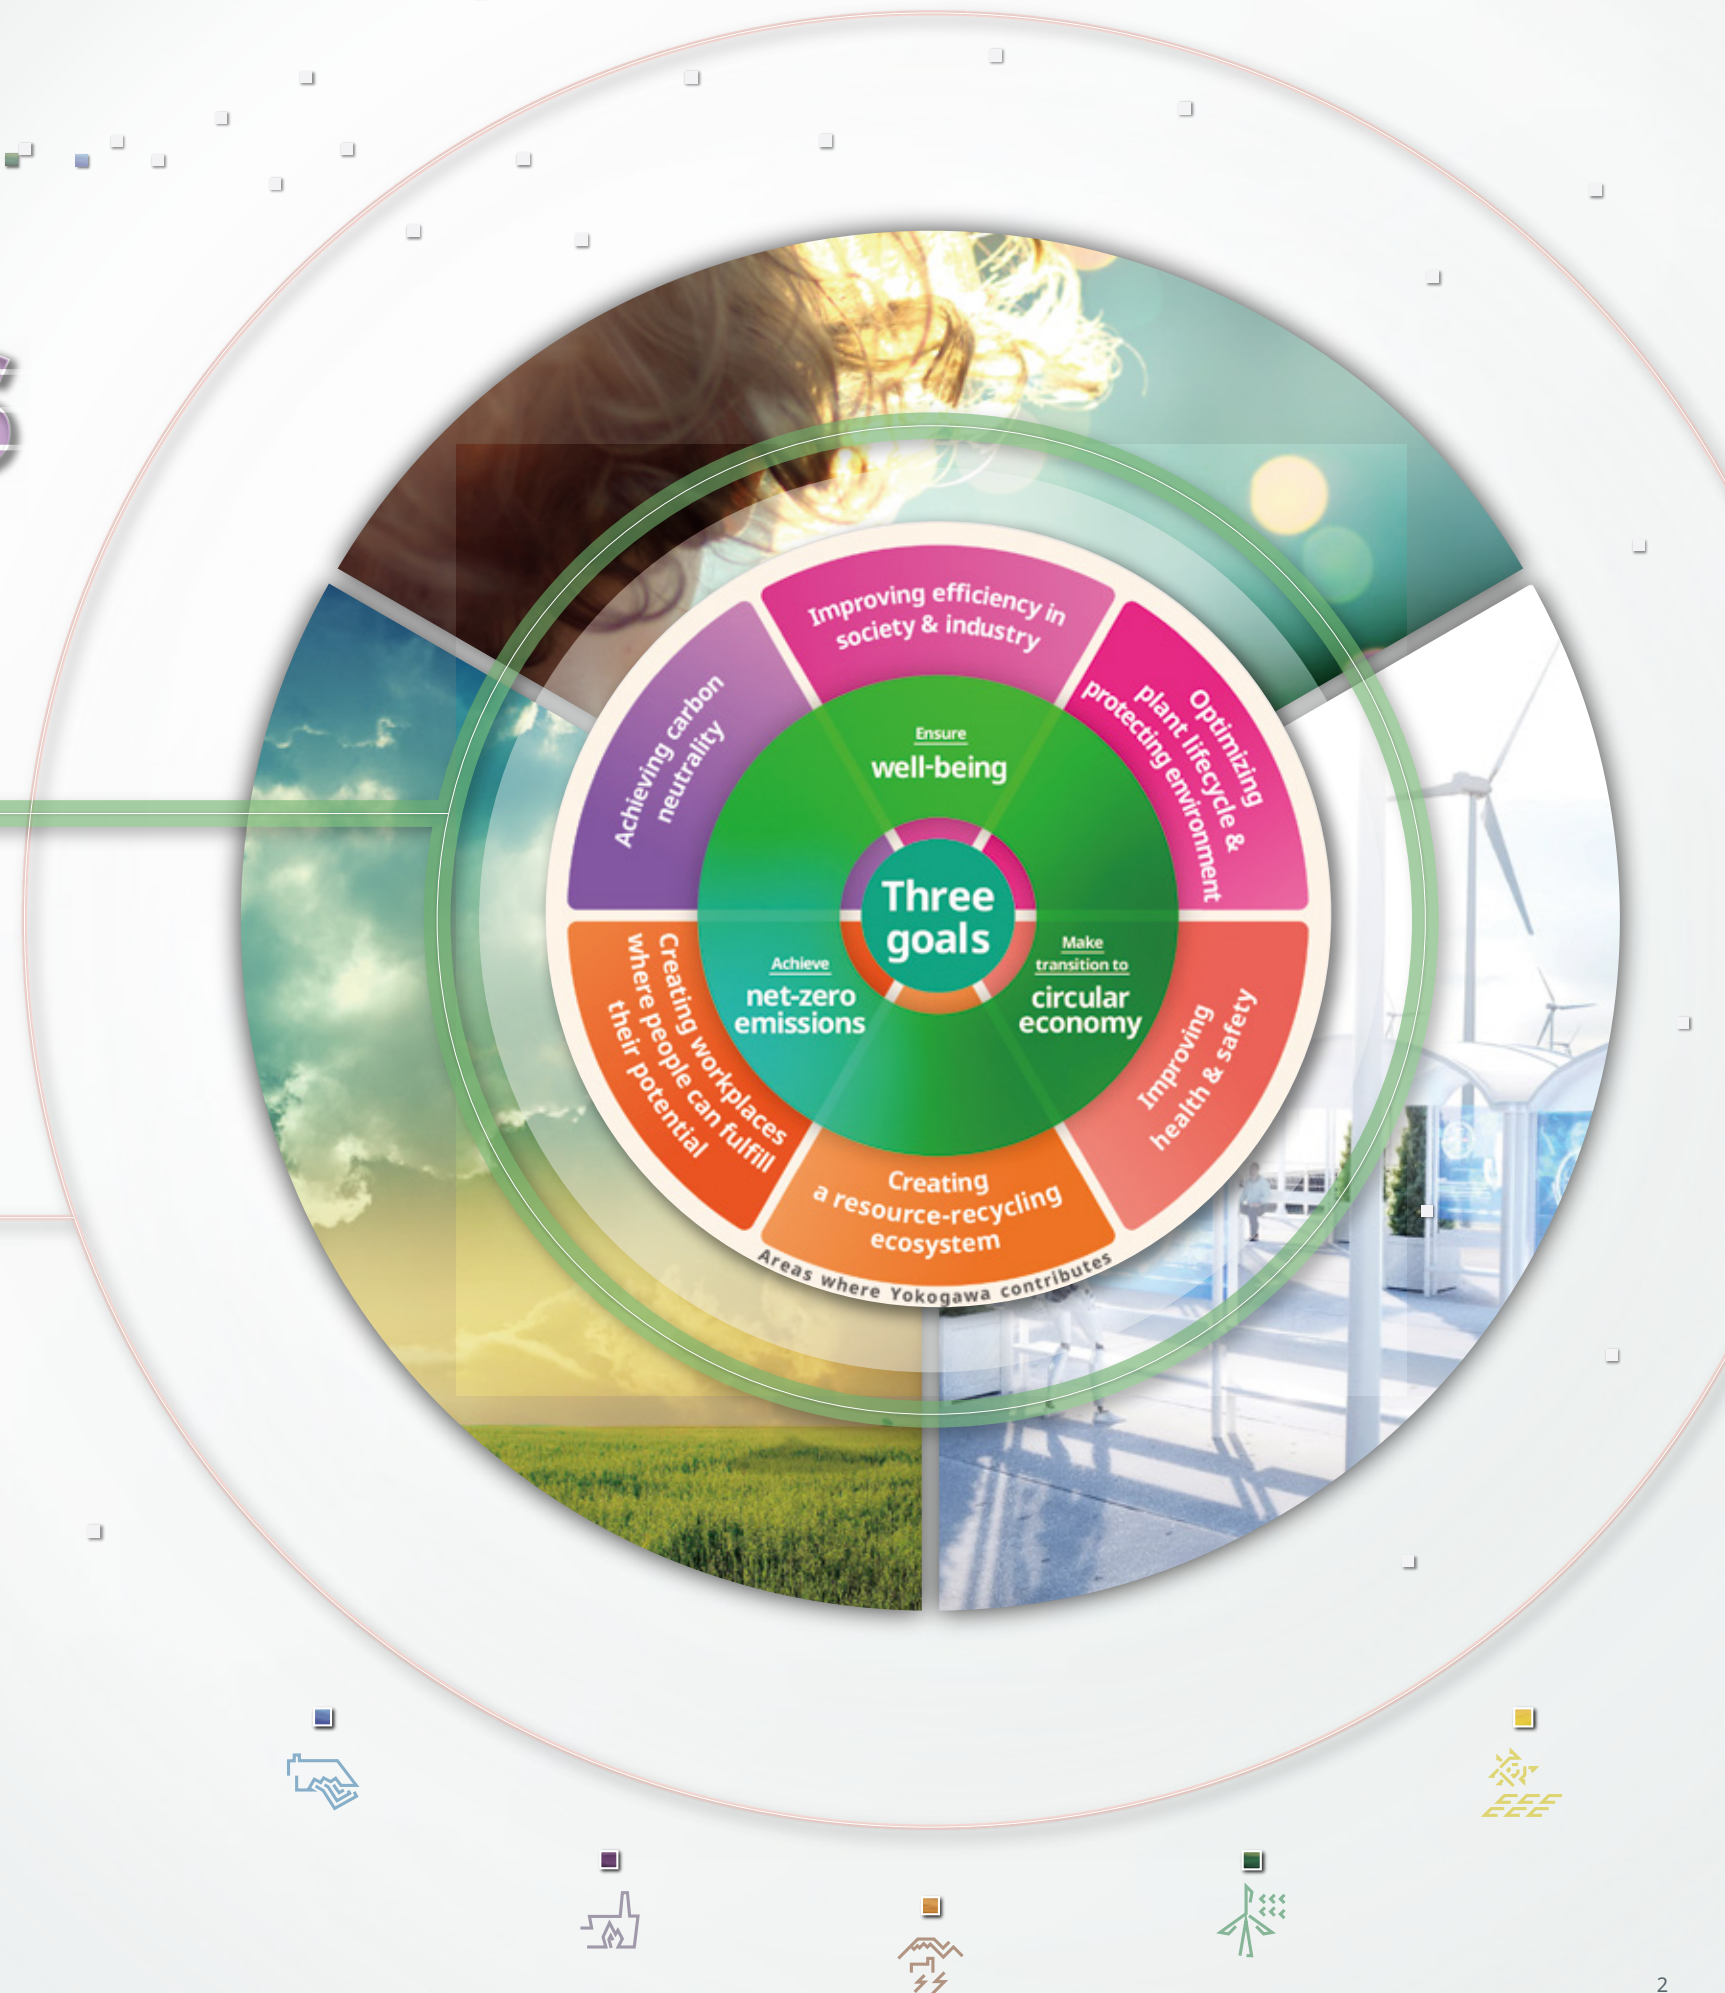 Improving efficiency in
society & industry
Optimizing
plant lifecycle &
protecting environment
Achieving carbon
neutrality
Ensure
well-being
Three
goals
Achieve
net-zero
emissions
Make
transition to
circular
economy
Creating workplaces
where people can fulfill
their potential
Improving
health & safety
Creating
a resource-recycling
ecosystem
Areas where Yokogawa contributes
2